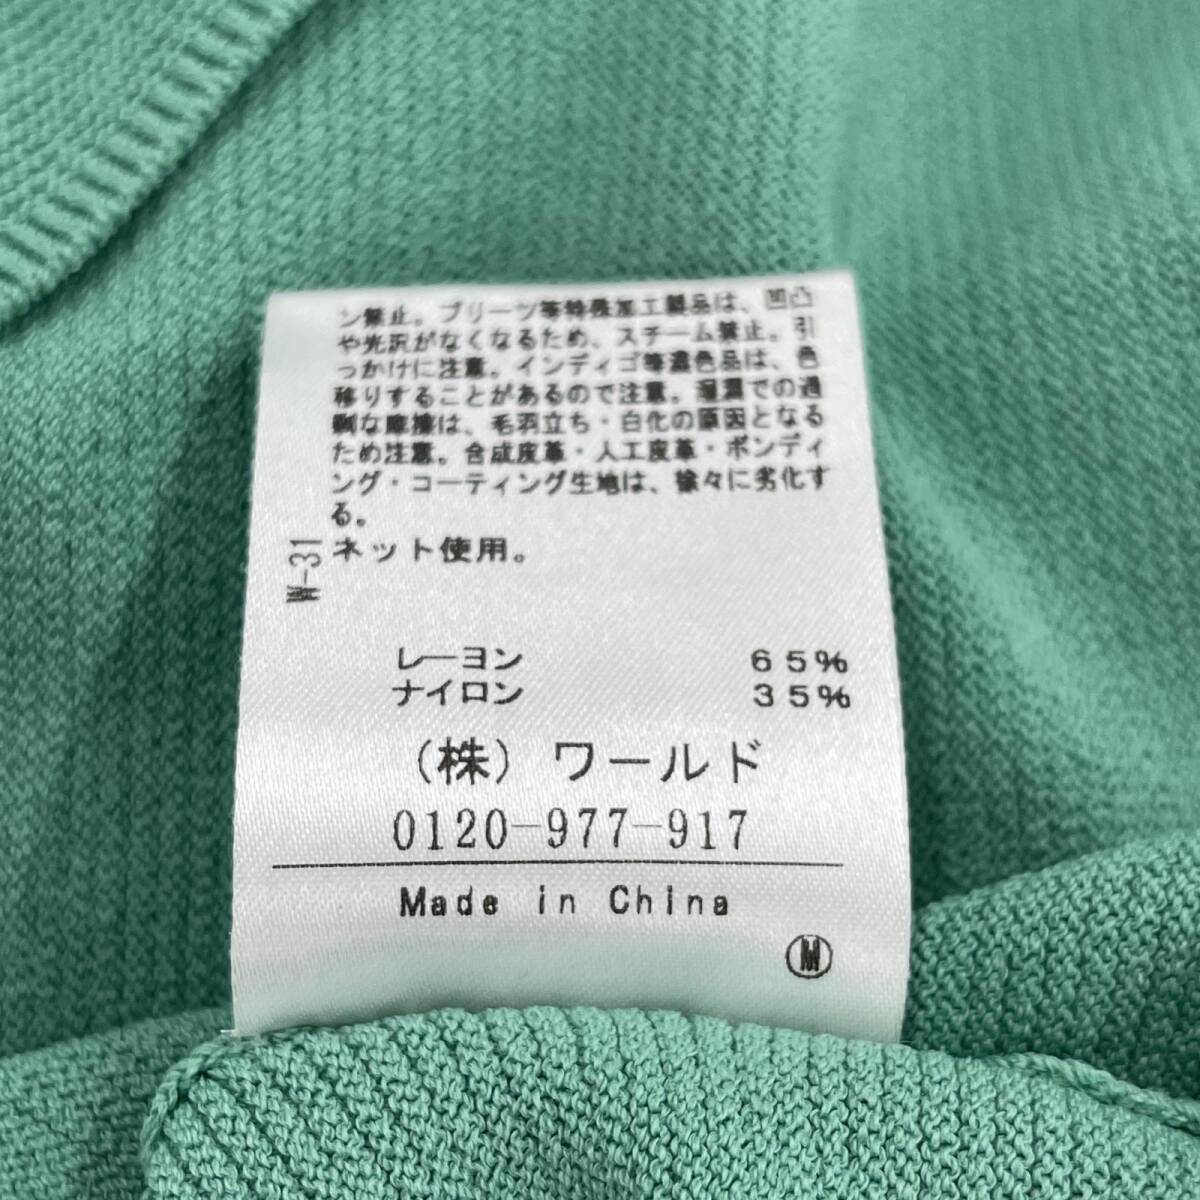 ン禁止。プリーツ等特殊加工製品は、凹凸
や光沢がなくなるため、スチーム禁止。引
っかけに注意。インディゴ等濃色品は、色
移りすることがあるので注意。湿潤での過
剰な摩擦は、毛羽立ち・白化の原因となる
ため注意。合成皮革・人工皮革・ボンディ
ング・コーティング生地は、徐々に劣化す
る。
ネット使用。
W-31
レーヨン 65%
ナイロン 35%
(株)ワールド
0120-977-917
Made in China
M